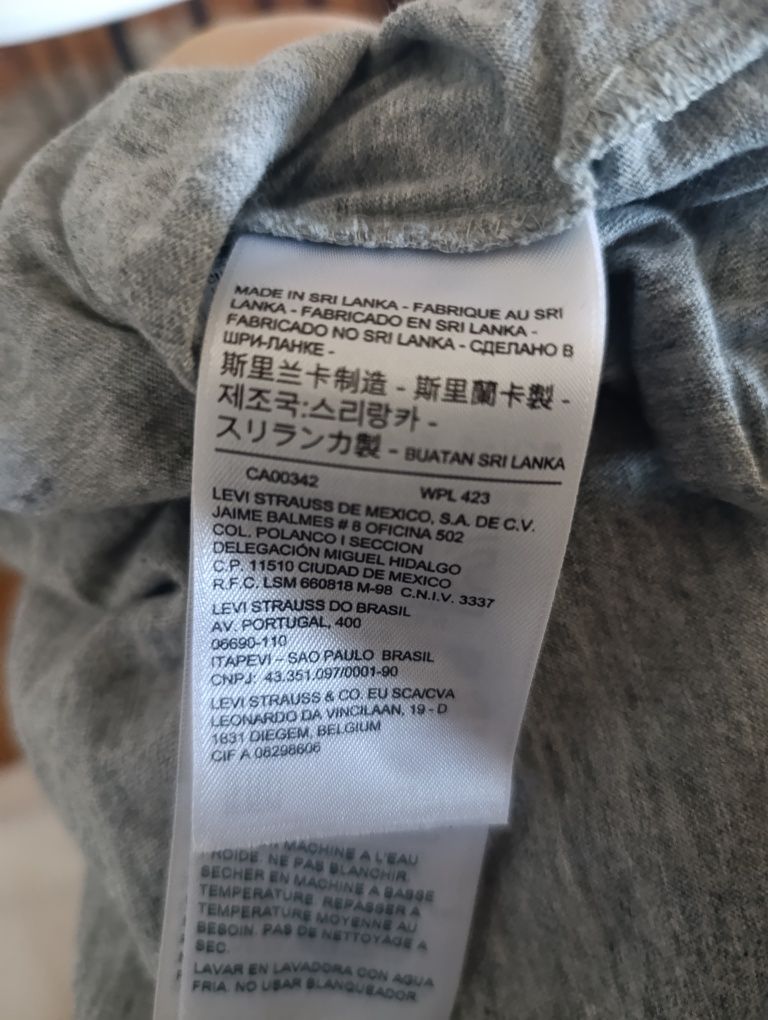 MADE IN SRI LANKA - FABRIQUE AU SRI
LANKA - FABRICADO EN SRI LANKA -
FABRICADO NO SRI LANKA - СДЕЛАНО В
ШРИ-ЛАНКЕ -
斯里兰卡制造 - 斯里蘭卡製 -
제조국:스리랑카 -
スリランカ製 - BUATAN SRI LANKA
CA00342 WPL 423
LEVI STRAUSS DE MEXICO, S.A. DE C.V.
JAIME BALMES # 8 OFICINA 502
COL. POLANCO I SECCION
DELEGACIÓN MIGUEL HIDALGO
C.P. 11510 CIUDAD DE MEXICO
R.F.C. LSM 660818 M-98 C.N.I.V. 3337
LEVI STRAUSS DO BRASIL
AV. PORTUGAL, 400
06690-110
ITAPEVI – SAO PAULO BRASIL
CNPJ: 43.351.097/0001-90
LEVI STRAUSS & CO. EU SCA/CVA
LEONARDO DA VINCILAAN, 19 - D
1831 DIEGEM, BELGIUM
CIF A 08298606
MACHINE A L'EAU
FROIDE. NE PAS BLANCHIR.
SECHER EN MACHINE A BASSE
TEMPERATURE. REPASSER A
TEMPERATURE MOYENNE AU
BESOIN. PAS DE NETTOYAGE A
SEC.
LAVAR EN LAVADORA CON AGUA
FRIA. NO USAR BLANQUEADOR